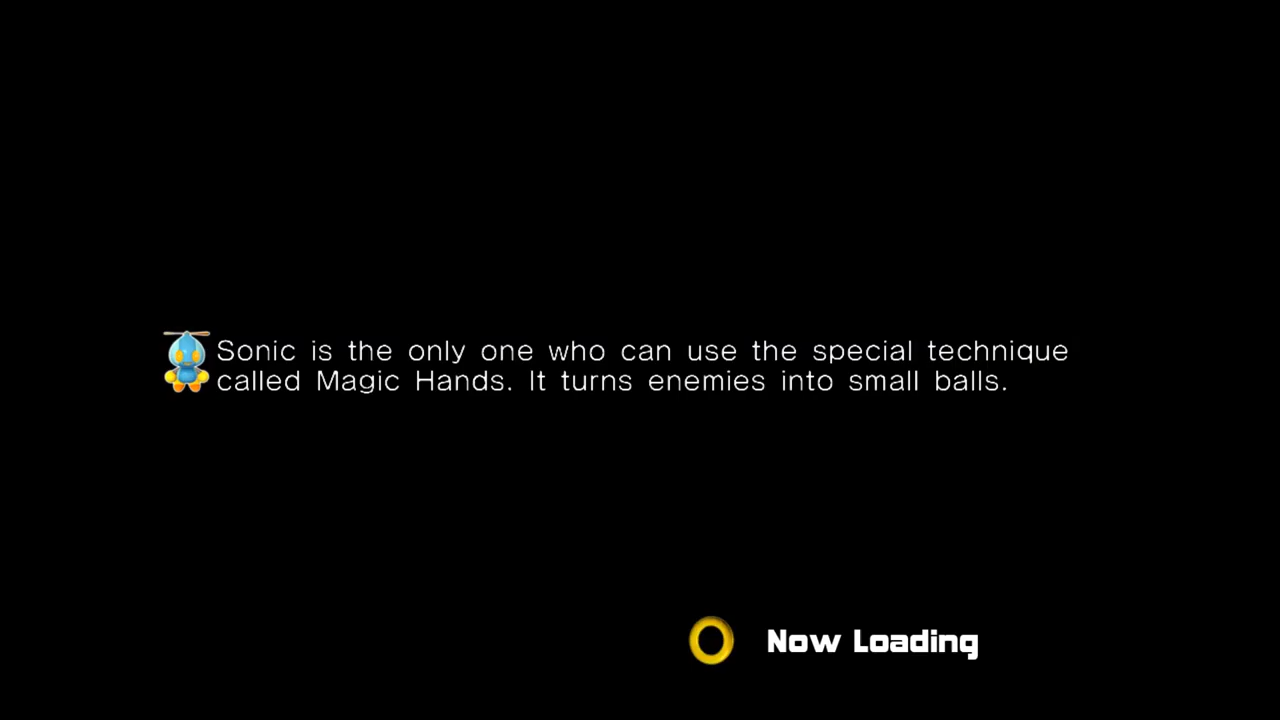 Sonic is the only one who can use the special technique
called Magic Hands. It turns enemies into small balls.
Now Loading